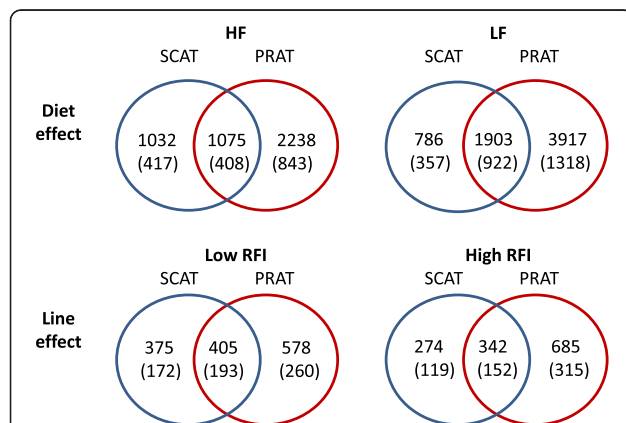 HF LF
SCAT PRAT SCAT PRAT
Diet effect
1032 1075 2238 786 1903 3917
(417) (408) (843) (357) (922) (1318)
Low RFI High RFI
SCAT PRAT SCAT PRAT
Line effect
375 405 578 274 342 685
(172) (193) (260) (119) (152) (315)